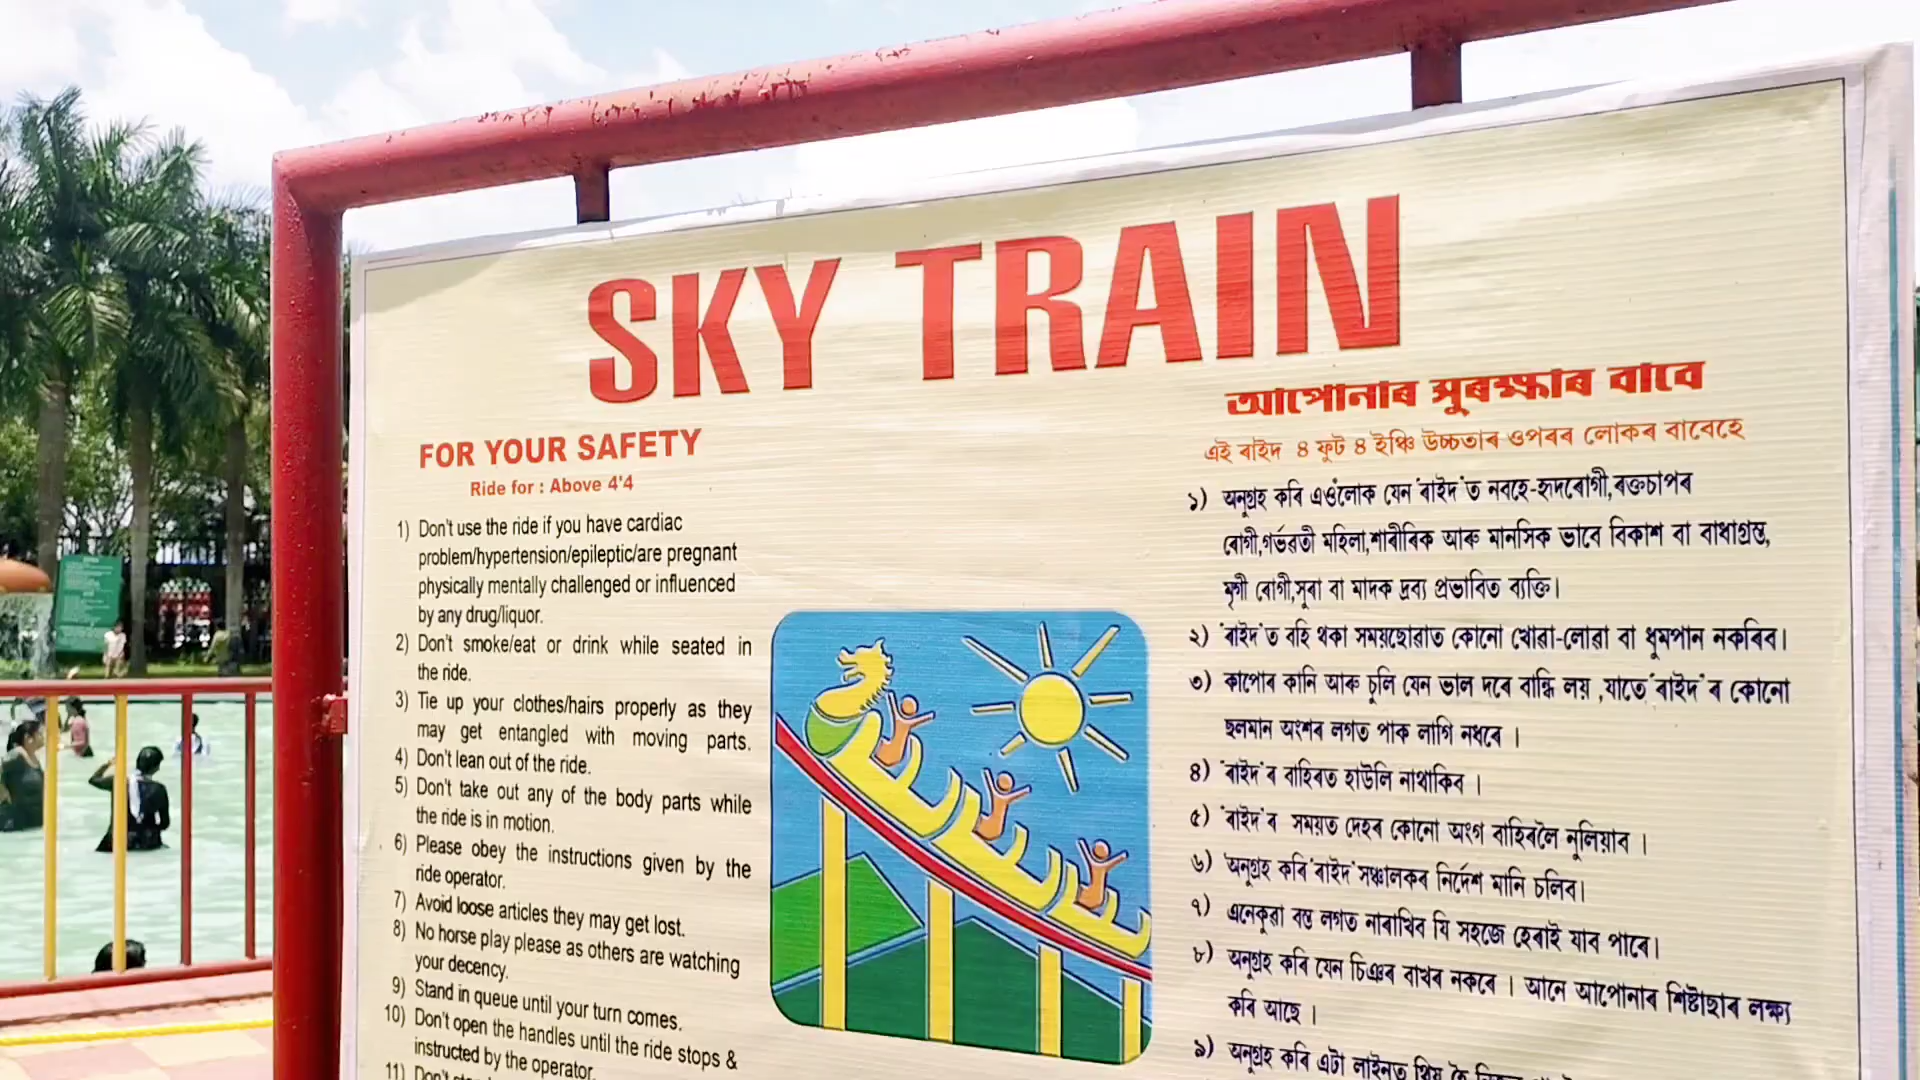 SKY TRAIN
FOR YOUR SAFETY
Ride for : Above 4'4
1) Don't use the ride if you have cardiac
problem/hypertension/epileptic/are pregnant
physically mentally challenged or influenced
by any drug/liquor.
2) Don't smoke/eat or drink while seated in
the ride.
3) Tie up your clothes/hairs properly as they
may get entangled with moving parts.
4) Don't lean out of the ride.
5) Don't take out any of the body parts while
the ride is in motion.
6) Please obey the instructions given by the
ride operator.
7) Avoid loose articles they may get lost.
8) No horse play please as others are watching
your decency.
9) Stand in queue until your turn comes.
10) Don't open the handles until the ride stops &
instructed by the operator.
11) Don't
আপোনাৰ সুৰক্ষাৰ বাবে
এই ৰাইদ ৪ ফুট ৪ ইঞ্চি উচ্চতাৰ ওপৰৰ লোকৰ বাবেহে
১) অনুগ্ৰহ কৰি এওঁলোক যেন 'ৰাইদ'ত নবহে-হৃদৰোগী,ৰক্তচাপৰ
ৰোগী,গৰ্ভৱতী মহিলা,শাৰীৰিক আৰু মানসিক ভাবে বিকাশ বা বাধাগ্ৰস্ত,
মৃগী ৰোগী,সুৰা বা মাদক দ্ৰব্য প্ৰভাবিত ব্যক্তি।
২) 'ৰাইদ'ত বহি থকা সময়ছোৱাত কোনো খোৱা-লোৱা বা ধূমপান নকৰিব।
৩) কাপোৰ কানি আৰু চুলি যেন ভাল দৰে বান্ধি লয় ,যাতে'ৰাইদ'ৰ কোনো
ছলমান অংশৰ লগত পাক লাগি নধৰে ।
৪) 'ৰাইদ'ৰ বাহিৰত হাউলি নাথাকিব ।
৫) 'ৰাইদ'ৰ সময়ত দেহৰ কোনো অংগ বাহিৰলৈ নুলিয়াব ।
৬) অনুগ্ৰহ কৰি 'ৰাইদ' সঞ্চালকৰ নিৰ্দেশ মানি চলিব।
৭) এনেকুৱা বস্তু লগত নাৰাখিব যি সহজে হেৰাই যাব পাৰে।
৮) অনুগ্ৰহ কৰি যেন চিঞৰ বাখৰ নকৰে । আনে আপোনাৰ শিষ্টাছাৰ লক্ষ্য
কৰি আছে ।
৯) অনুগ্ৰহ কৰি এটা লাইনত